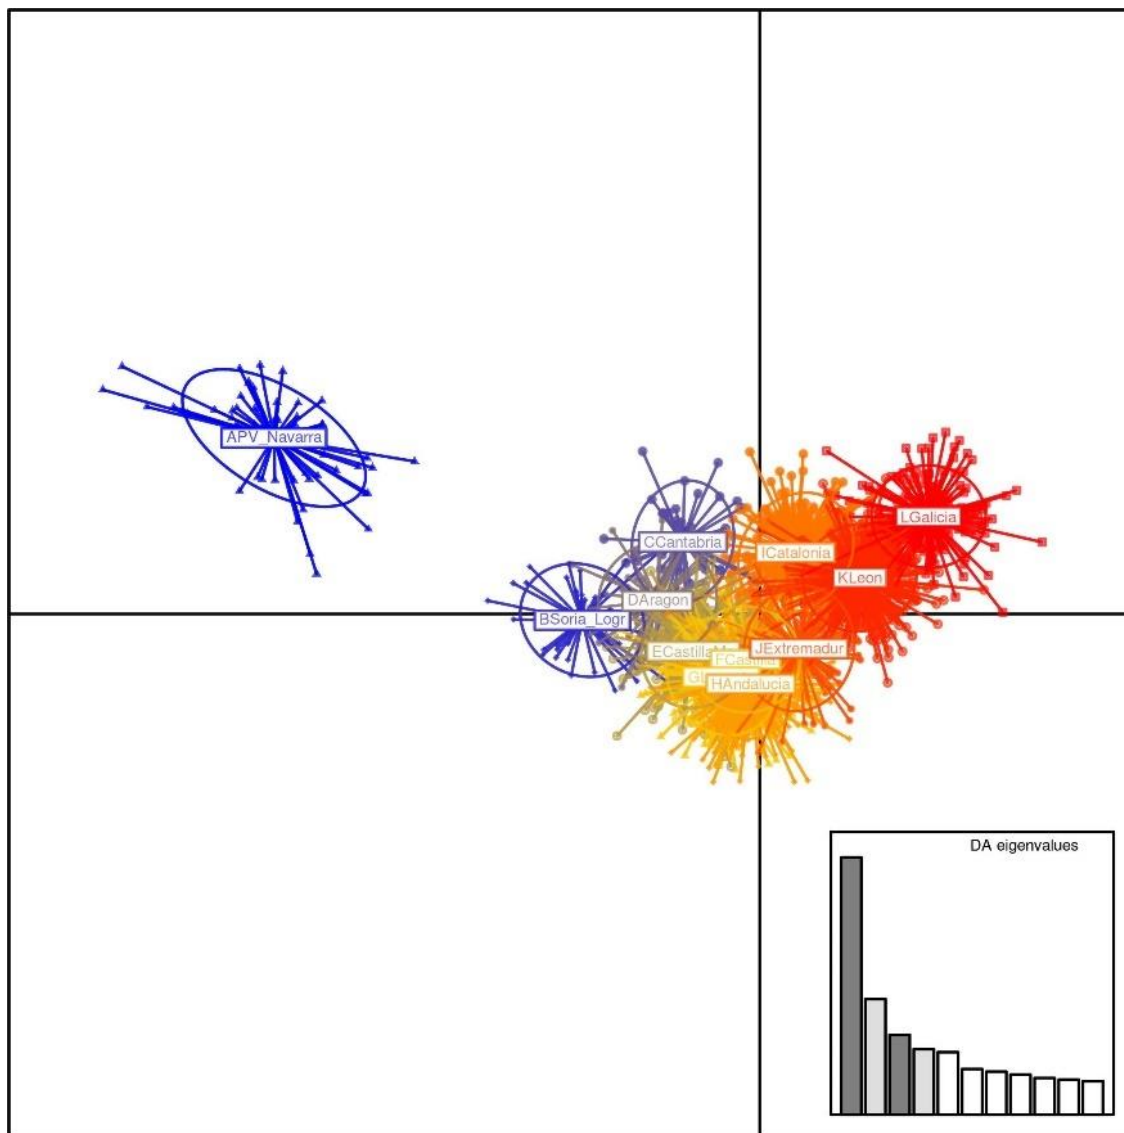 APV_Navarra
LGalicia
CCantabria
ICatalonia
KLeon
DAragon
BSoria_Logr
JExtremadur
HAndalucia
DA eigenvalues